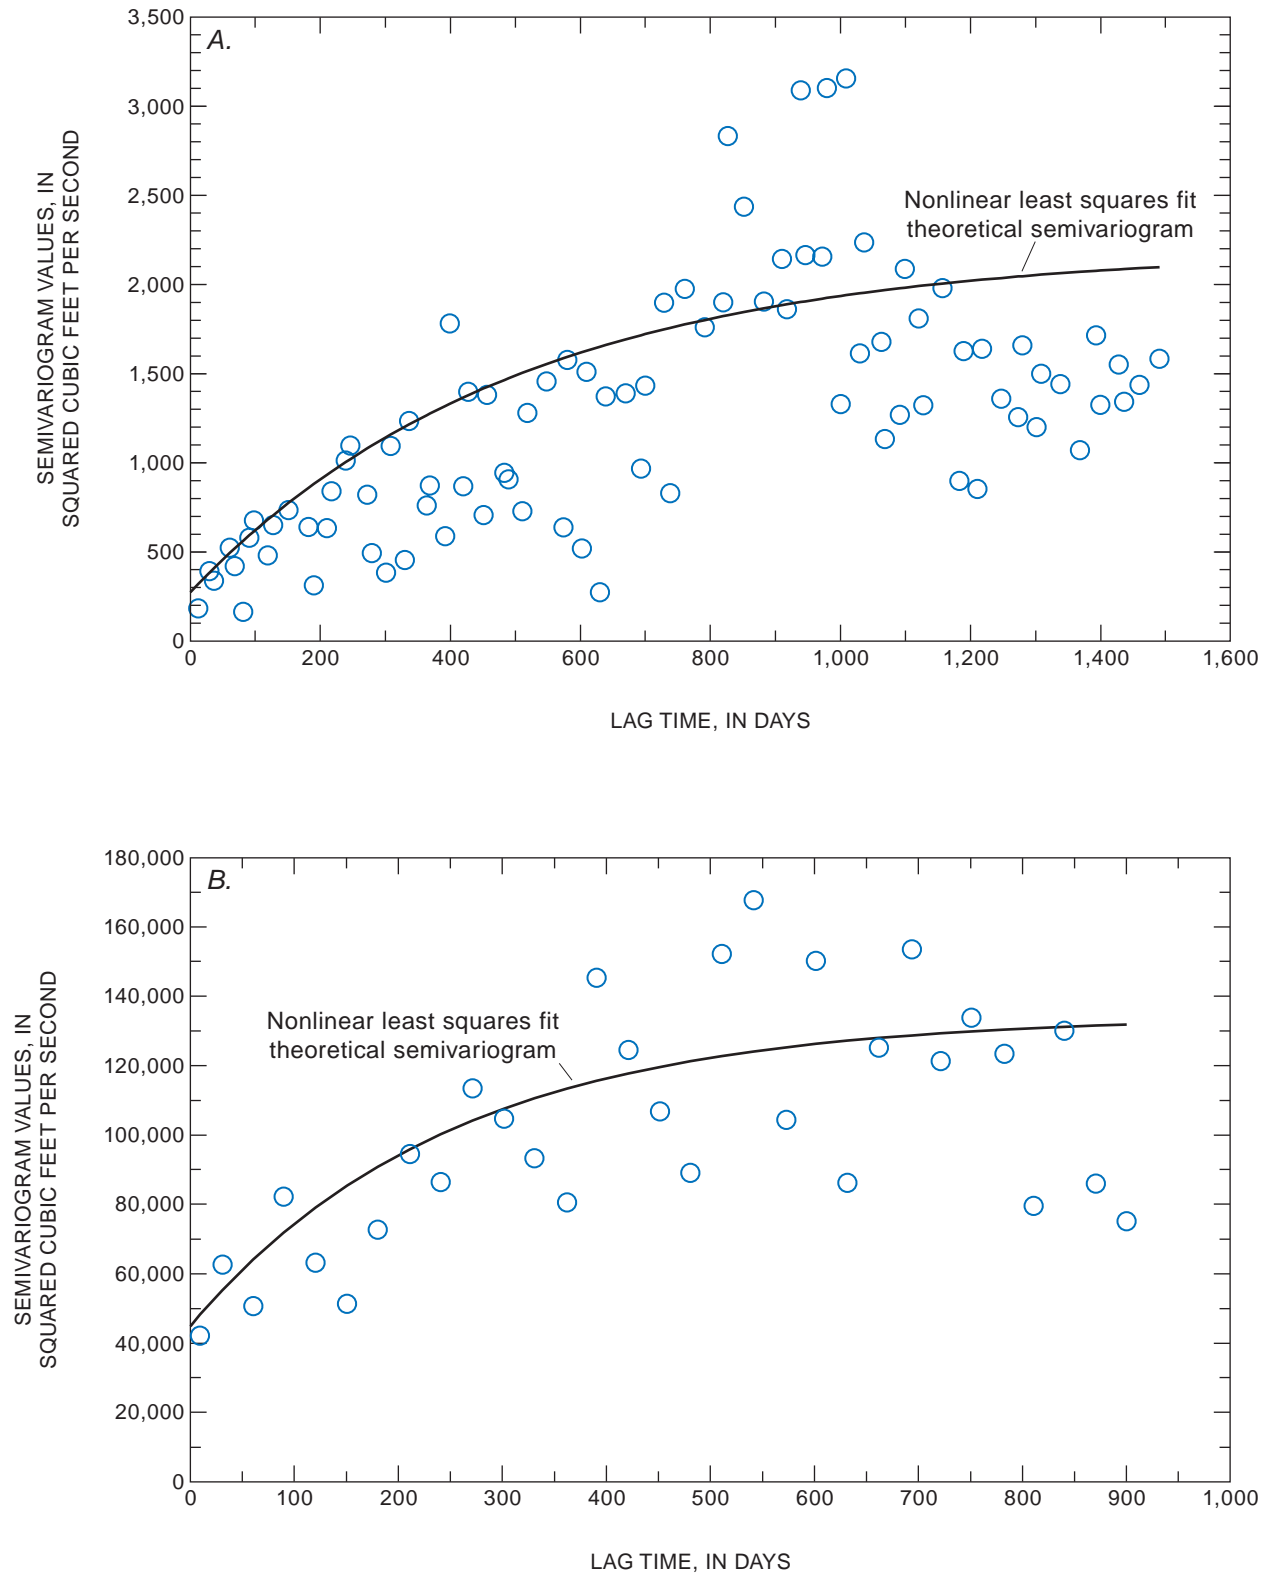 3,500
A.
3,000
2,500
2,000
1,500
1,000
500
0
SEMIVARIOGRAM VALUES, IN
SQUARED CUBIC FEET PER SECOND
Nonlinear least squares fit
theoretical semivariogram
0 200 400 600 800 1,000 1,200 1,400 1,600
LAG TIME, IN DAYS
180,000
B.
160,000
140,000
120,000
100,000
80,000
60,000
40,000
20,000
0
SEMIVARIOGRAM VALUES, IN
SQUARED CUBIC FEET PER SECOND
Nonlinear least squares fit
theoretical semivariogram
0 100 200 300 400 500 600 700 800 900 1,000
LAG TIME, IN DAYS